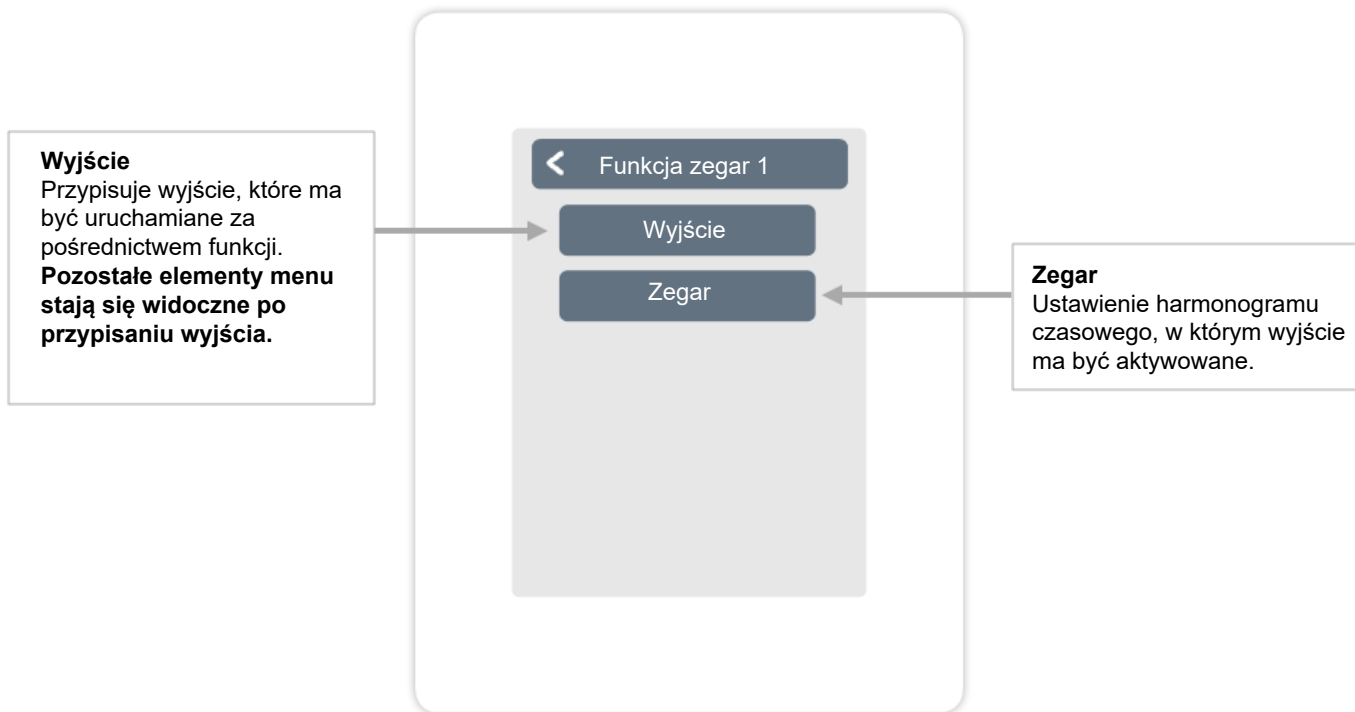 Wyjście
Przypisuje wyjście, które ma
być uruchamiane za
pośrednictwem funkcji.
Pozostałe elementy menu
stają się widoczne po
przypisaniu wyjścia.
Funkcja zegar 1
Wyjście
Zegar
Zegar
Ustawienie harmonogramu
czasowego, w którym wyjście
ma być aktywowane.